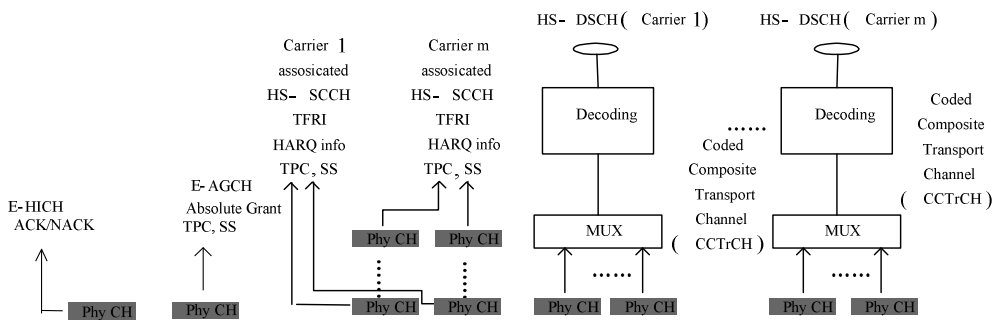 HS- DSCH( Carrier 1)
HS- DSCH( Carrier m)
Carrier 1
assosicated
HS- SCCH
TFRI
HARQ info
TPC, SS
Carrier m
assosicated
HS- SCCH
TFRI
HARQ info
TPC, SS
Decoding
Decoding
Coded
Composite
Transport
Channel
( CCTrCH)
Coded
Composite
Transport
Channel
( CCTrCH)
......
E-HICH
ACK/NACK
E- AGCH
Absolute Grant
TPC, SS
MUX
MUX
Phy CH
Phy CH
......
......
......
......
Phy CH
Phy CH
Phy CH
Phy CH
Phy CH
Phy CH
Phy CH
Phy CH